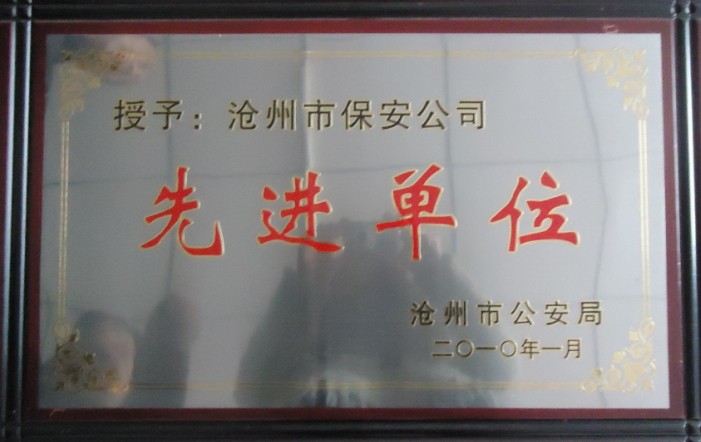 授予：沧州市保安公司
先进单位
沧州市公安局
二〇一〇年一月